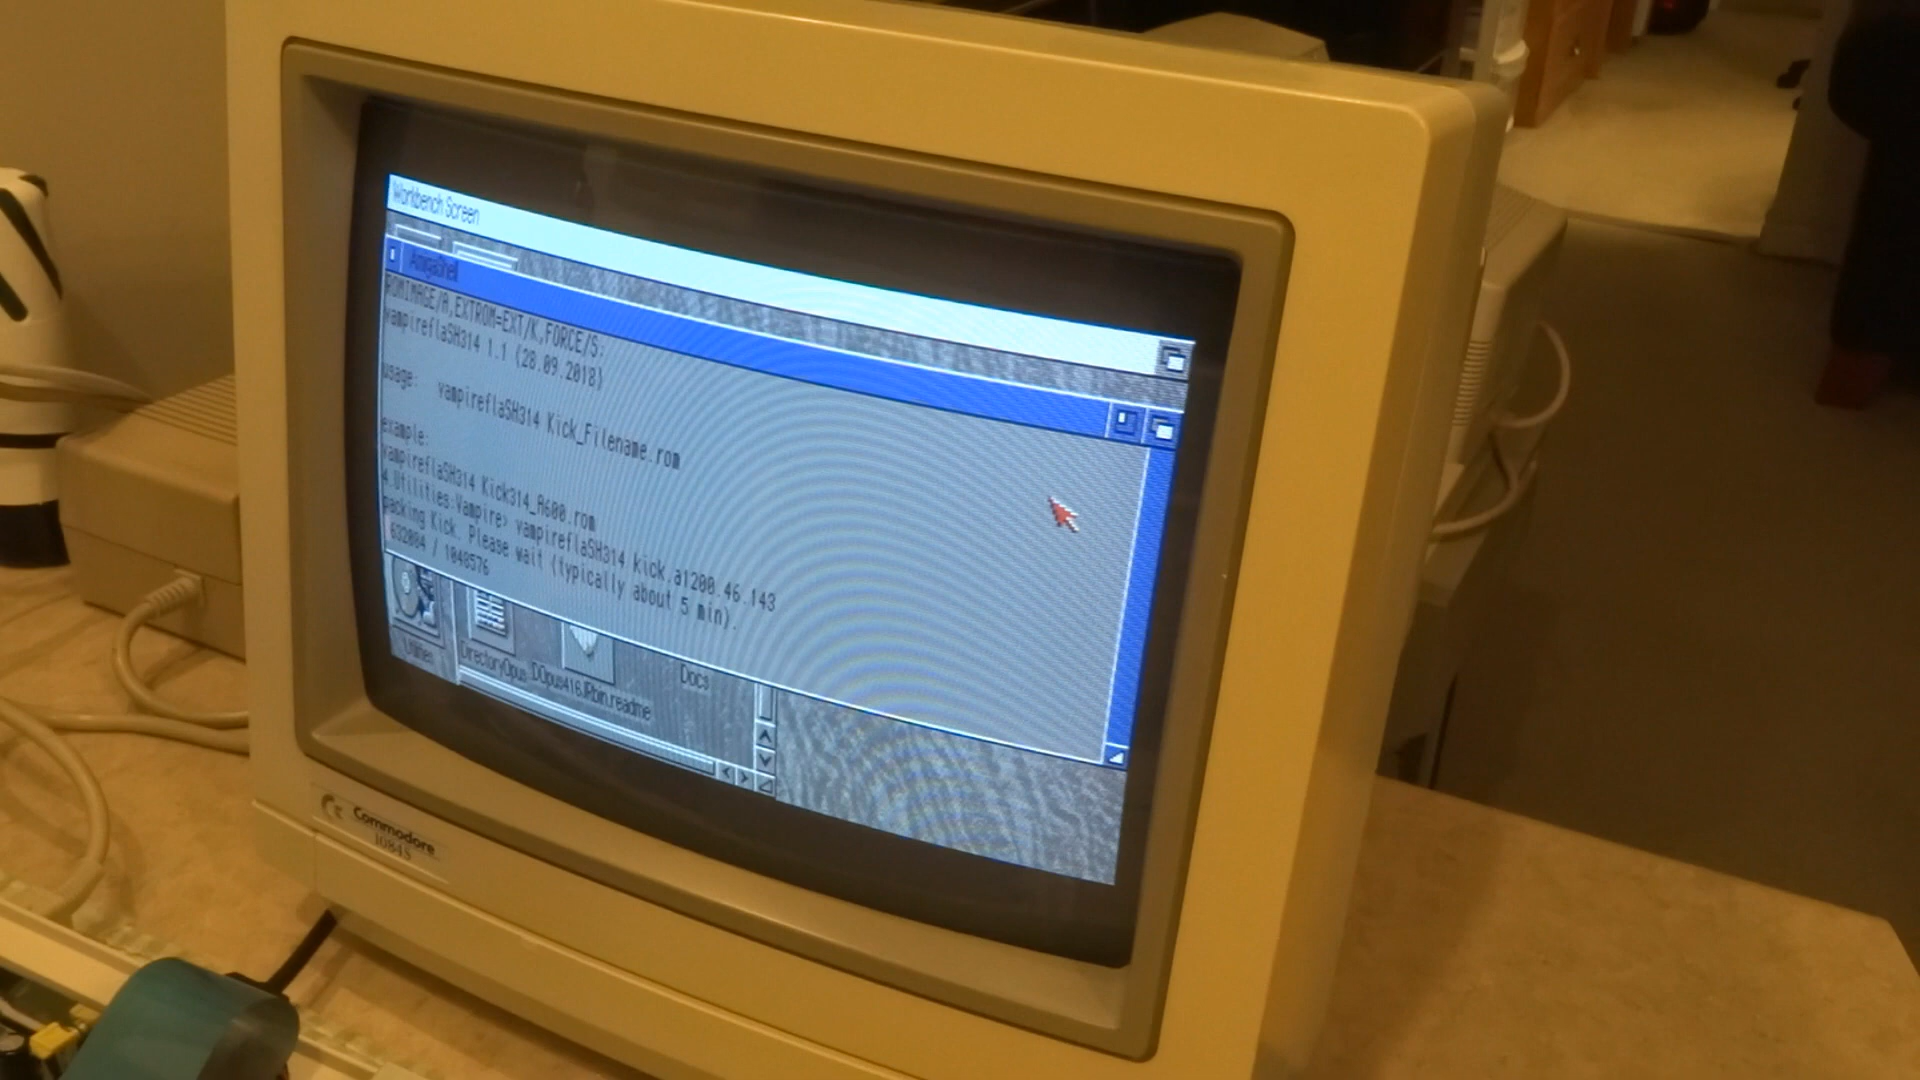 Workbench Screen
AmigaShell
ROMIMAGE/A,EXTROM=EXT/K,FORCE/S:
vampireflaSH314 1.1 (28.09.2018)
usage:
vampireflaSH314 Kick_Filename.rom
example:
vampireflaSH314 Kick314_A600.rom
4.Utilities:Vampire> vampireflaSH314 kick.a1200.46.143
packing Kick. Please wait (typically about 5 min).
632004 / 1048576
Utilities
DirectoryOpus
DOpus416JRbin.readme
Docs
Commodore
1084S